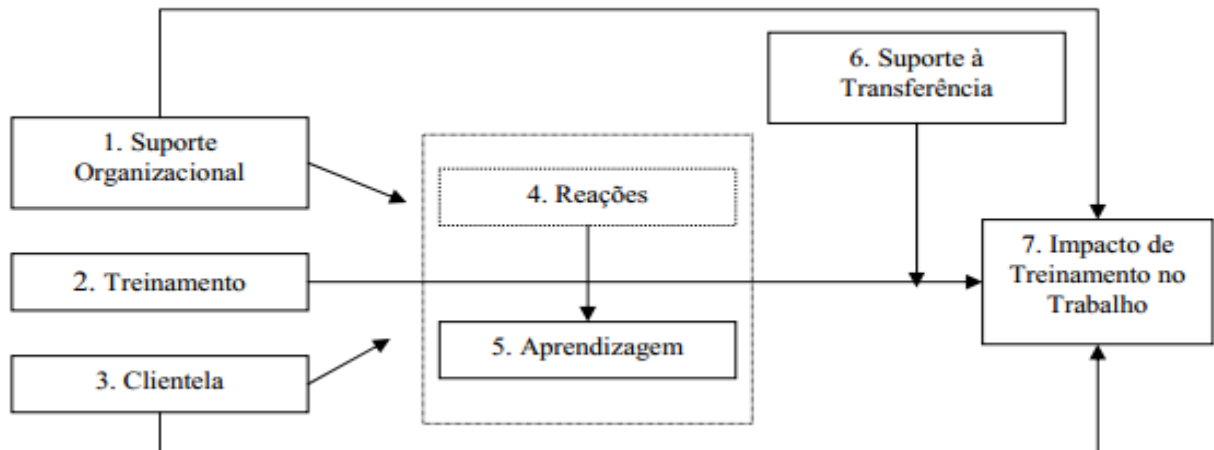 1. Suporte
Organizacional
2. Treinamento
3. Clientela
4. Reações
5. Aprendizagem
6. Suporte à
Transferência
7. Impacto de
Treinamento no
Trabalho